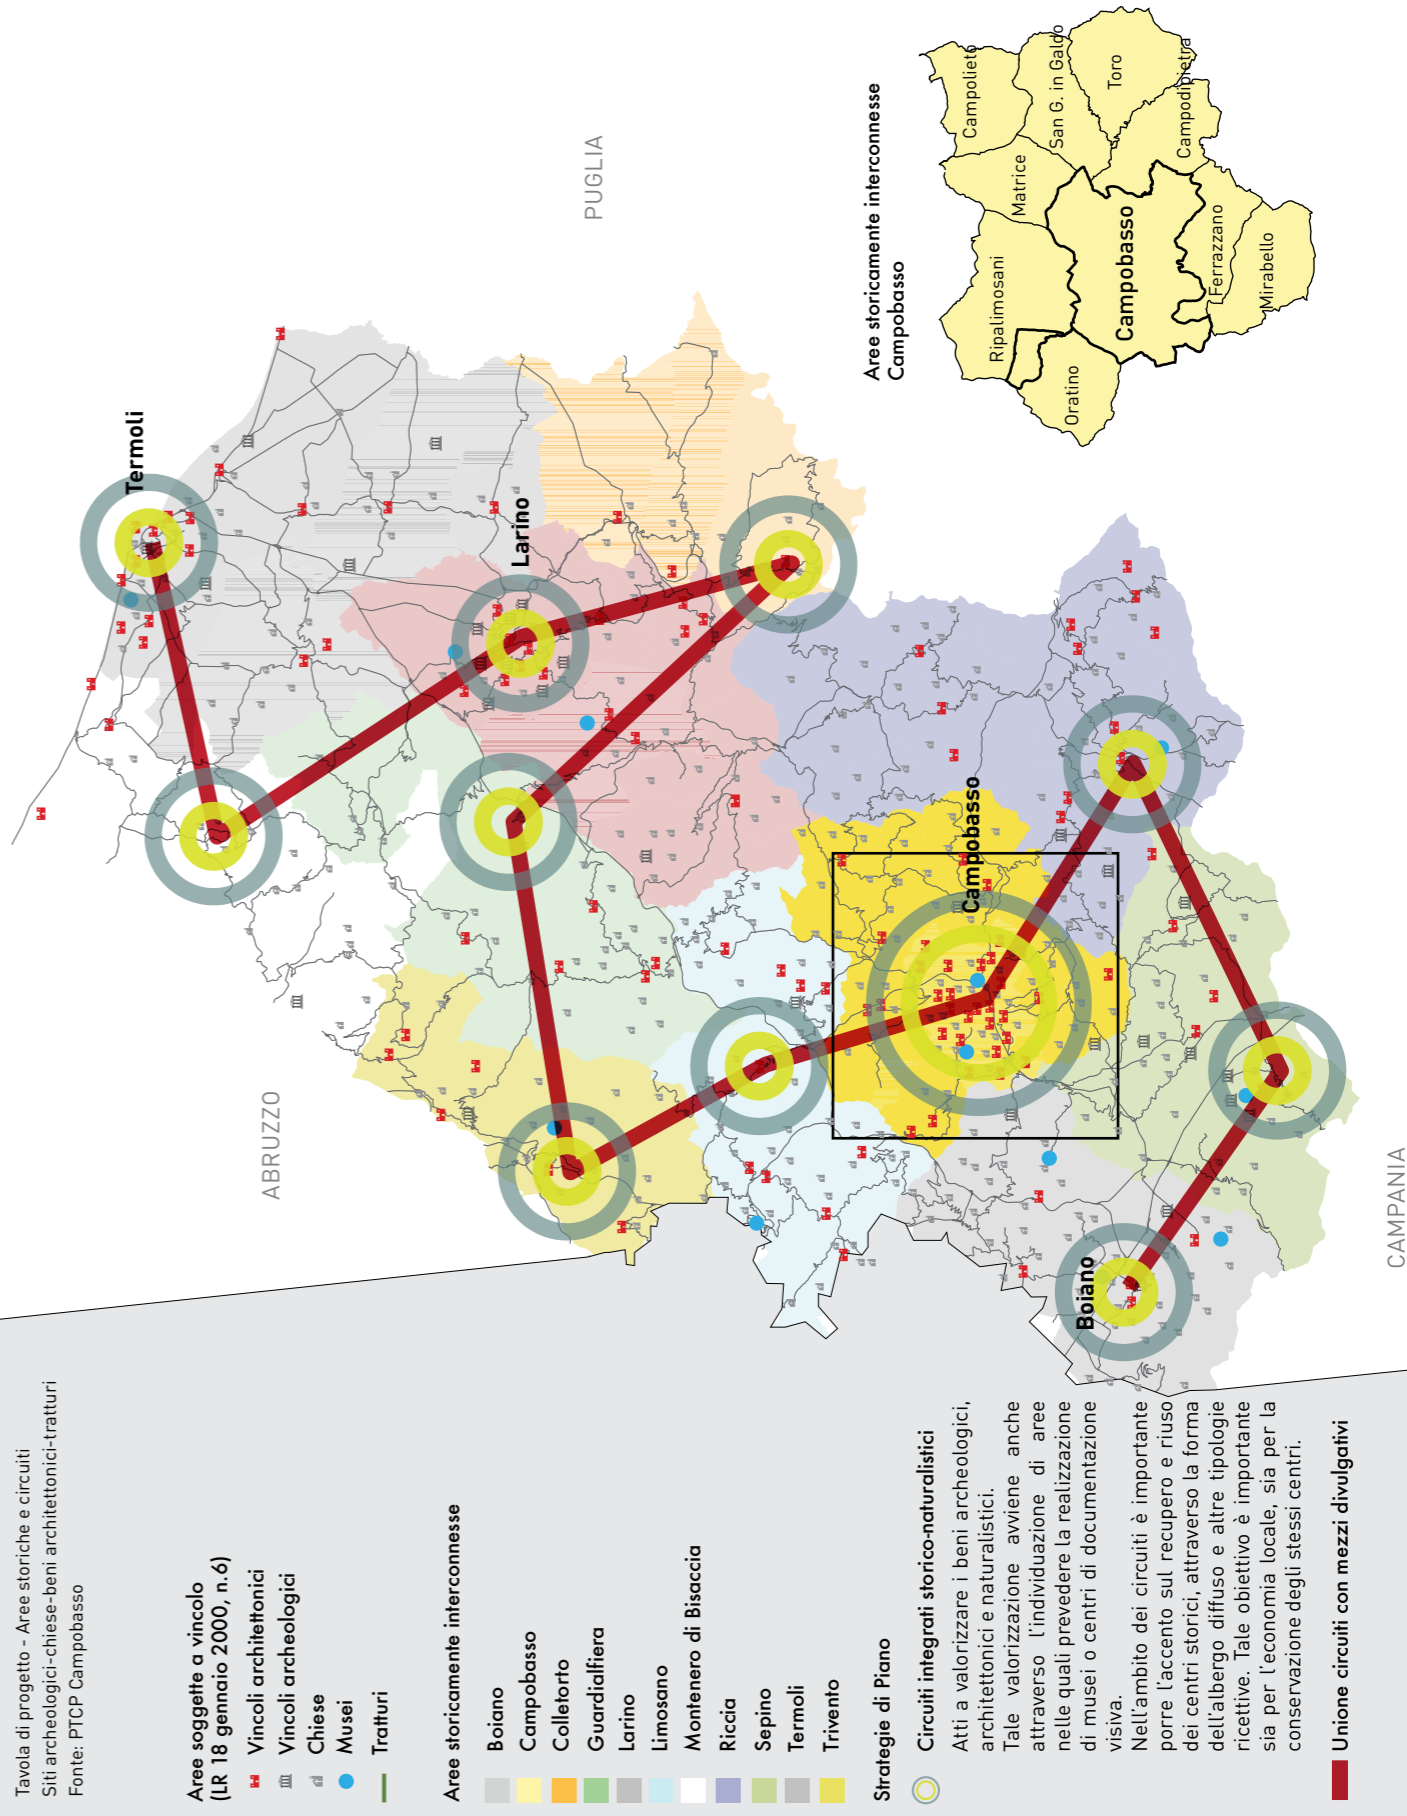 Tavola di progetto - Aree storiche e circuiti
Siti archeologici-chiese-beni architettonici-tratturi
Fonte: PTCP Campobasso
Aree soggette a vincolo
(LR 18 gennaio 2000, n.6)
Vincoli architettonici
Vincoli archeologici
Chiese
Musei
Tratturi
Aree storicamente interconnesse
Boiano
Campobasso
Colletorto
Guardialfiera
Larino
Limosano
Montenero di Bisaccia
Riccia
Sepino
Termoli
Trivento
Strategie di Piano
Circuiti integrati storico-naturalistici
Atti a valorizzare i beni archeologici,
architettonici e naturalistici.
Tale valorizzazione avviene anche
attraverso l'individuazione di aree
nelle quali prevedere la realizzazione
di musei o centri di documentazione
visiva.
Nell'ambito dei circuiti è importante
porre l'accento sul recupero e riuso
dei centri storici, attraverso la forma
dell'albergo diffuso e altre tipologie
ricettive. Tale obiettivo è importante
sia per l'economia locale, sia per la
conservazione degli stessi centri.
Unione circuiti con mezzi divulgativi
ABRUZZO
PUGLIA
CAMPANIA
Termoli
Larino
Campobasso
Boiano
Aree storicamente interconnesse
Campobasso
Campolieto
San G. in Galdo
Toro
Matrice
Campodipietra
Ripalimosani
Campobasso
Ferrazzano
Mirabello
Oratino